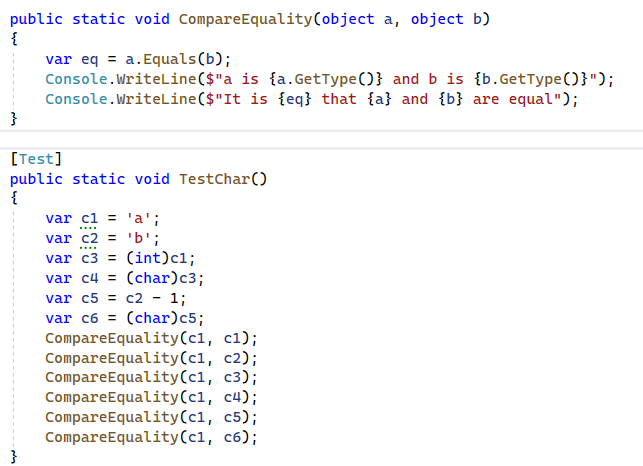 public static void CompareEquality(object a, object b)
{
    var eq = a.Equals(b);
    Console.WriteLine($"a is {a.GetType()} and b is {b.GetType()}");
    Console.WriteLine($"It is {eq} that {a} and {b} are equal");
}
[Test]
public static void TestChar()
{
    var c1 = 'a';
    var c2 = 'b';
    var c3 = (int)c1;
    var c4 = (char)c3;
    var c5 = c2 - 1;
    var c6 = (char)c5;
    CompareEquality(c1, c1);
    CompareEquality(c1, c2);
    CompareEquality(c1, c3);
    CompareEquality(c1, c4);
    CompareEquality(c1, c5);
    CompareEquality(c1, c6);
}